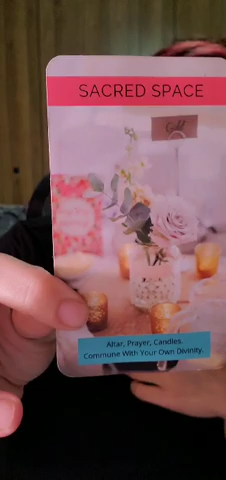 SACRED SPACE
Altar, Prayer, Candles.
Commune With Your Own Divinity.